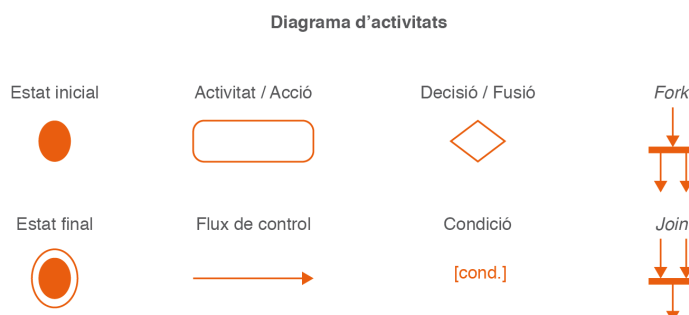 Diagrama d’activitats
Estat inicial
Activitat / Acció
Decisió / Fusió
Fork
Estat final
Flux de control
Condició
Join
[cond.]